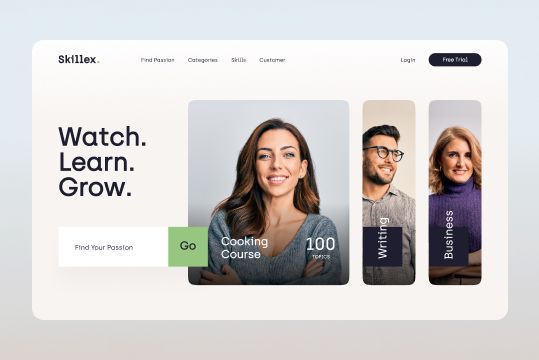 Skillex.
Find Passion
Categories
Skills
Customer
Login
Free Trial
Watch.
Learn.
Grow.
Find Your Passion
Go
Cooking
Course
100
TOPICS
Writing
Business